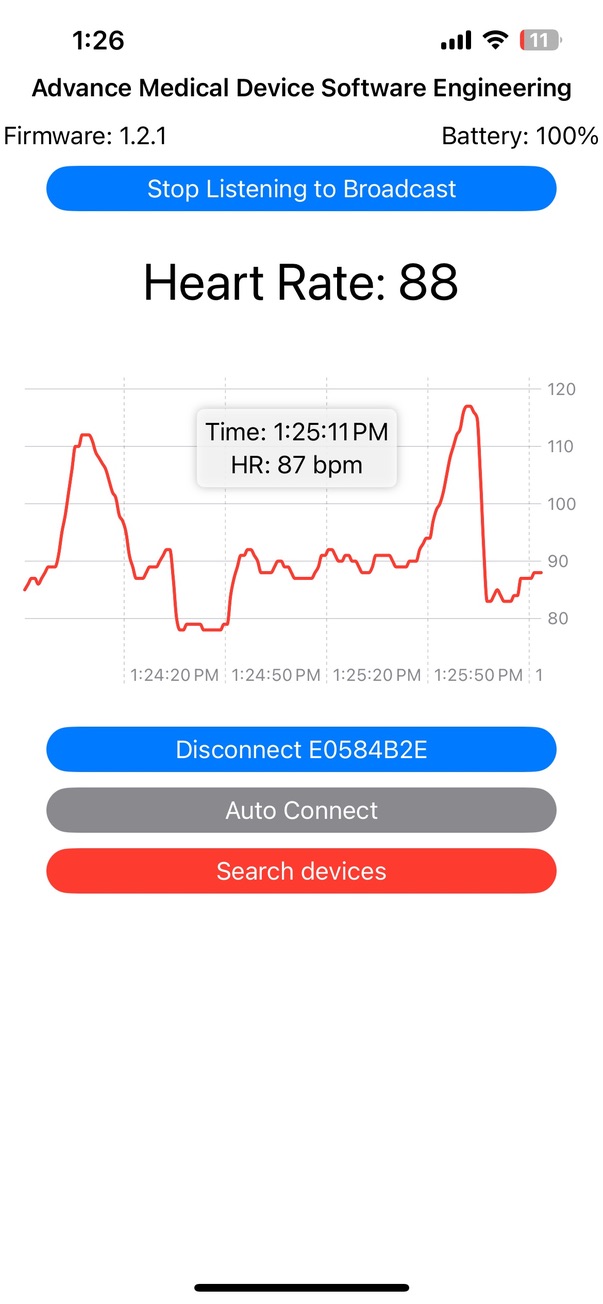 1:26 11
Advance Medical Device Software Engineering
Firmware: 1.2.1 Battery: 100%
Stop Listening to Broadcast
Heart Rate: 88
120
Time: 1:25:11 PM
110
HR: 87 bpm
100
90
80
1:24:20 PM 1:24:50 PM 1:25:20 PM 1:25:50 PM 1
Disconnect E0584B2E
Auto Connect
Search devices